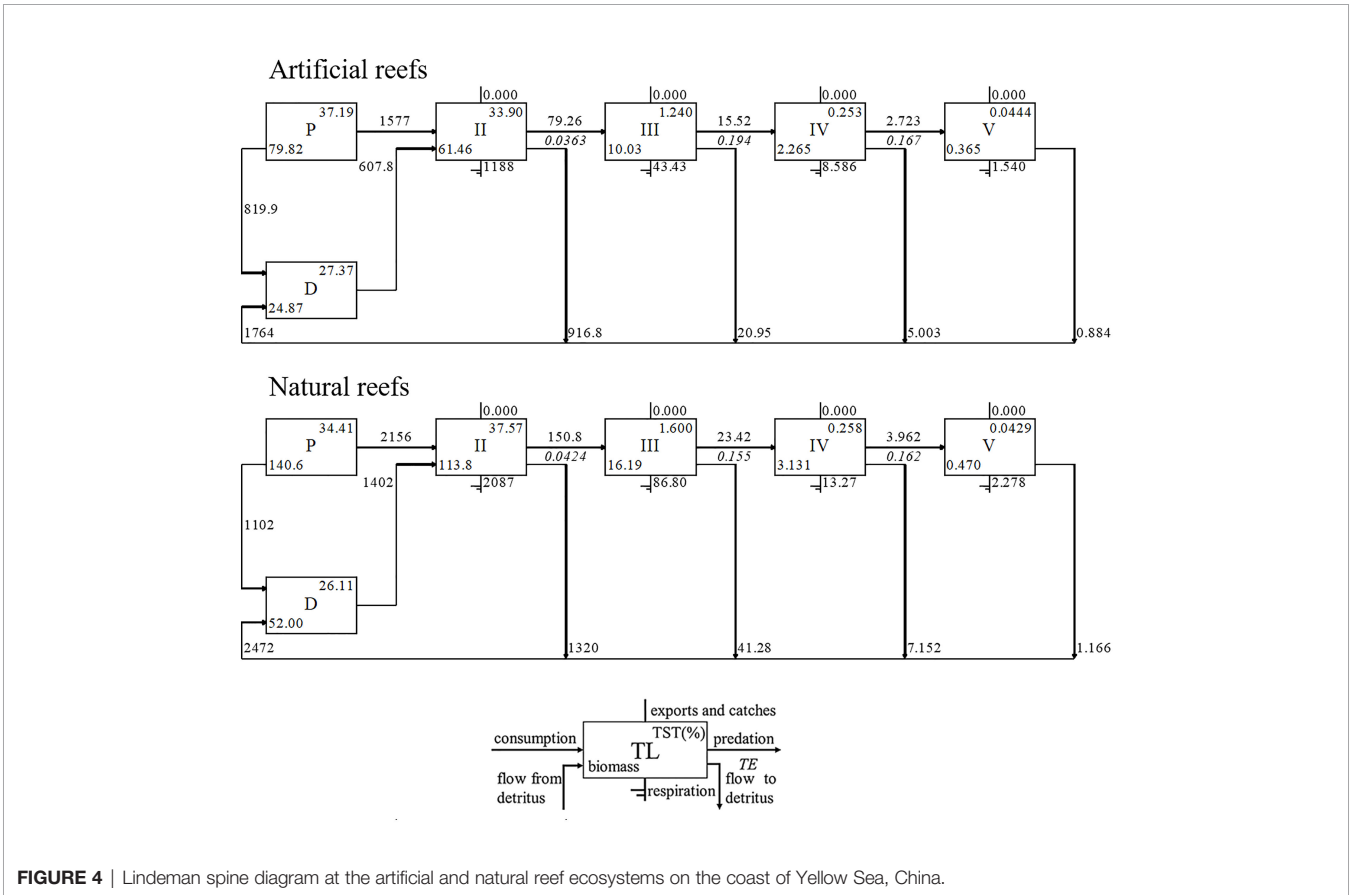 Artificial reefs
0.000 0.000 0.000 0.000
37.19 33.90 1.240 0.253 0.0444
P 1577 II 79.26 III 15.52 IV 2.723 V
0.0363 0.194 0.167
79.82 61.46 10.03 2.265 0.365
607.8 1188 43.43 8.586 1.540
819.9
27.37
D
24.87
1764 916.8 20.95 5.003 0.884
Natural reefs
0.000 0.000 0.000 0.000
34.41 37.57 1.600 0.258 0.0429
P 2156 II 150.8 III 23.42 IV 3.962 V
0.0424 0.155 0.162
140.6 113.8 16.19 3.131 0.470
1402 2087 86.80 13.27 2.278
1102
26.11
D
52.00
2472 1320 41.28 7.152 1.166
exports and catches
consumption TST(%) predation
TL
biomass TE
flow from flow to
detritus respiration detritus
FIGURE 4 | Lindeman spine diagram at the artificial and natural reef ecosystems on the coast of Yellow Sea, China.